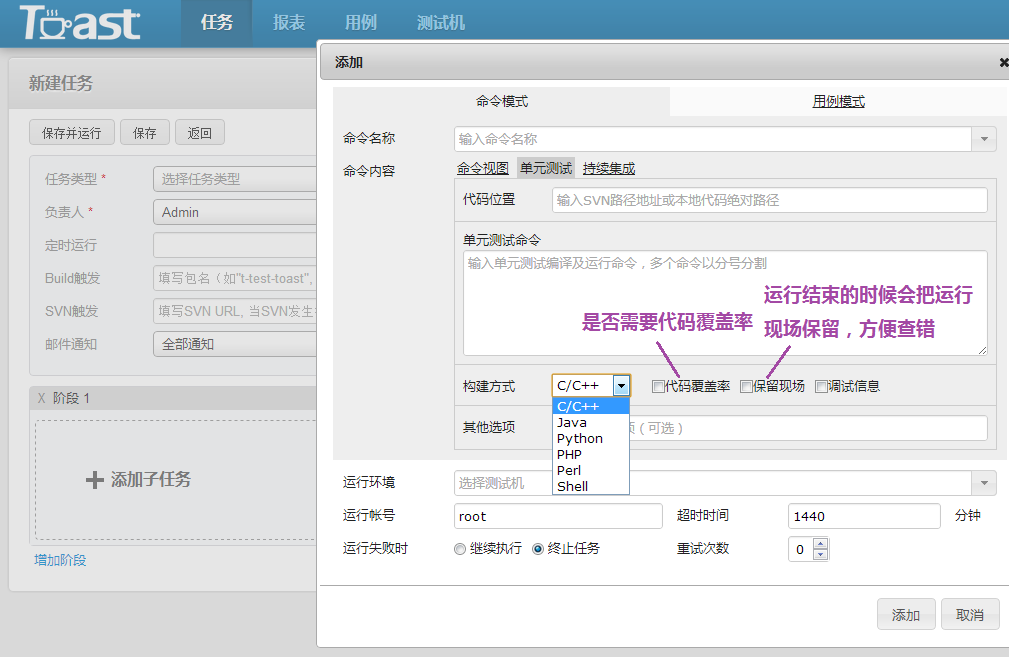 Toast
任务 报表 用例 测试机
新建任务
保存并运行 保存 返回
任务类型 * 选择任务类型
负责人 * Admin
定时运行
Build触发 填写包名（如"t-test-toast",
SVN触发 填写SVN URL, 当SVN发生
邮件通知 全部通知
X 阶段 1
添加子任务
增加阶段
添加
命令模式 用例模式
命令名称 输入命令名称
命令内容 命令视图 单元测试 持续集成
代码位置 输入SVN路径地址或本地代码绝对路径
单元测试命令
输入单元测试编译及运行命令，多个命令以分号分割
是否需要代码覆盖率
运行结束的时候会把运行
现场保留，方便查错
构建方式 C/C++ 代码覆盖率 保留现场 调试信息
C/C++
Java
Python
PHP
Perl
Shell
其他选项 （可选）
运行环境 选择测试机
运行帐号 root 超时时间 1440 分钟
运行失败时 继续执行 终止任务 重试次数 0
添加 取消